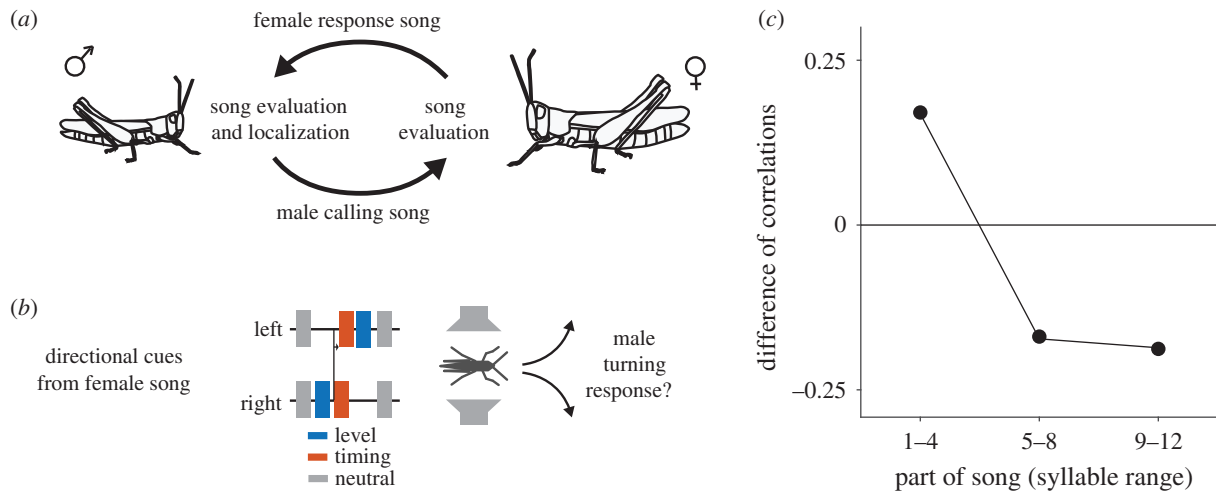 (a)
♂
female response song
♀
song evaluation
and localization
song
evaluation
male calling song
(b)
directional cues
from female song
left
right
level
timing
neutral
male
turning
response?
(c)
difference of correlations
0.25
0
–0.25
1–4
5–8
9–12
part of song (syllable range)